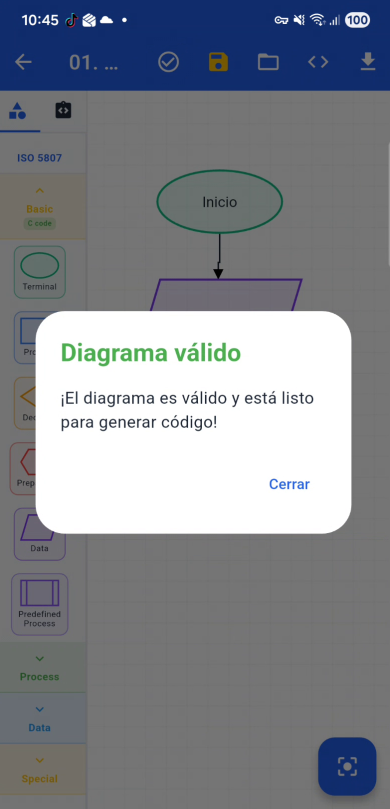 10:45
100
01. ...
ISO 5807
Inicio
Basic
C code
Terminal
Diagrama válido
¡El diagrama es válido y está listo
para generar código!
Cerrar
Data
Predefined
Process
Process
Data
Special